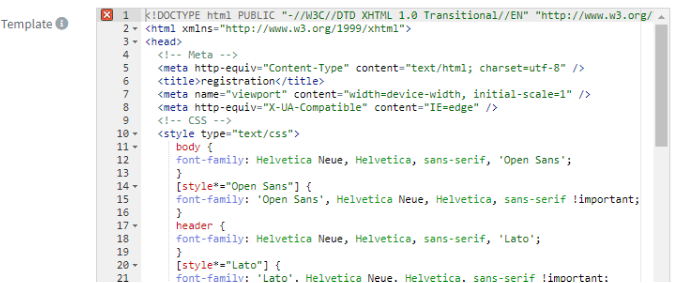 Template
1 <!DOCTYPE html PUBLIC "-//W3C//DTD XHTML 1.0 Transitional//EN" "http://www.w3.org/
2 <html xmlns="http://www.w3.org/1999/xhtml">
3 <head>
4 <!-- Meta -->
5 <meta http-equiv="Content-Type" content="text/html; charset=utf-8" />
6 <title>registration</title>
7 <meta name="viewport" content="width=device-width, initial-scale=1" />
8 <meta http-equiv="X-UA-Compatible" content="IE=edge" />
9 <!-- CSS -->
10 <style type="text/css">
11 body {
12 font-family: Helvetica Neue, Helvetica, sans-serif, 'Open Sans';
13 }
14 [style*="Open Sans"] {
15 font-family: 'Open Sans', Helvetica Neue, Helvetica, sans-serif !important;
16 }
17 header {
18 font-family: Helvetica Neue, Helvetica, sans-serif, 'Lato';
19 }
20 [style*="Lato"] {
21 font-family: 'Lato', Helvetica Neue, Helvetica, sans-serif !important;